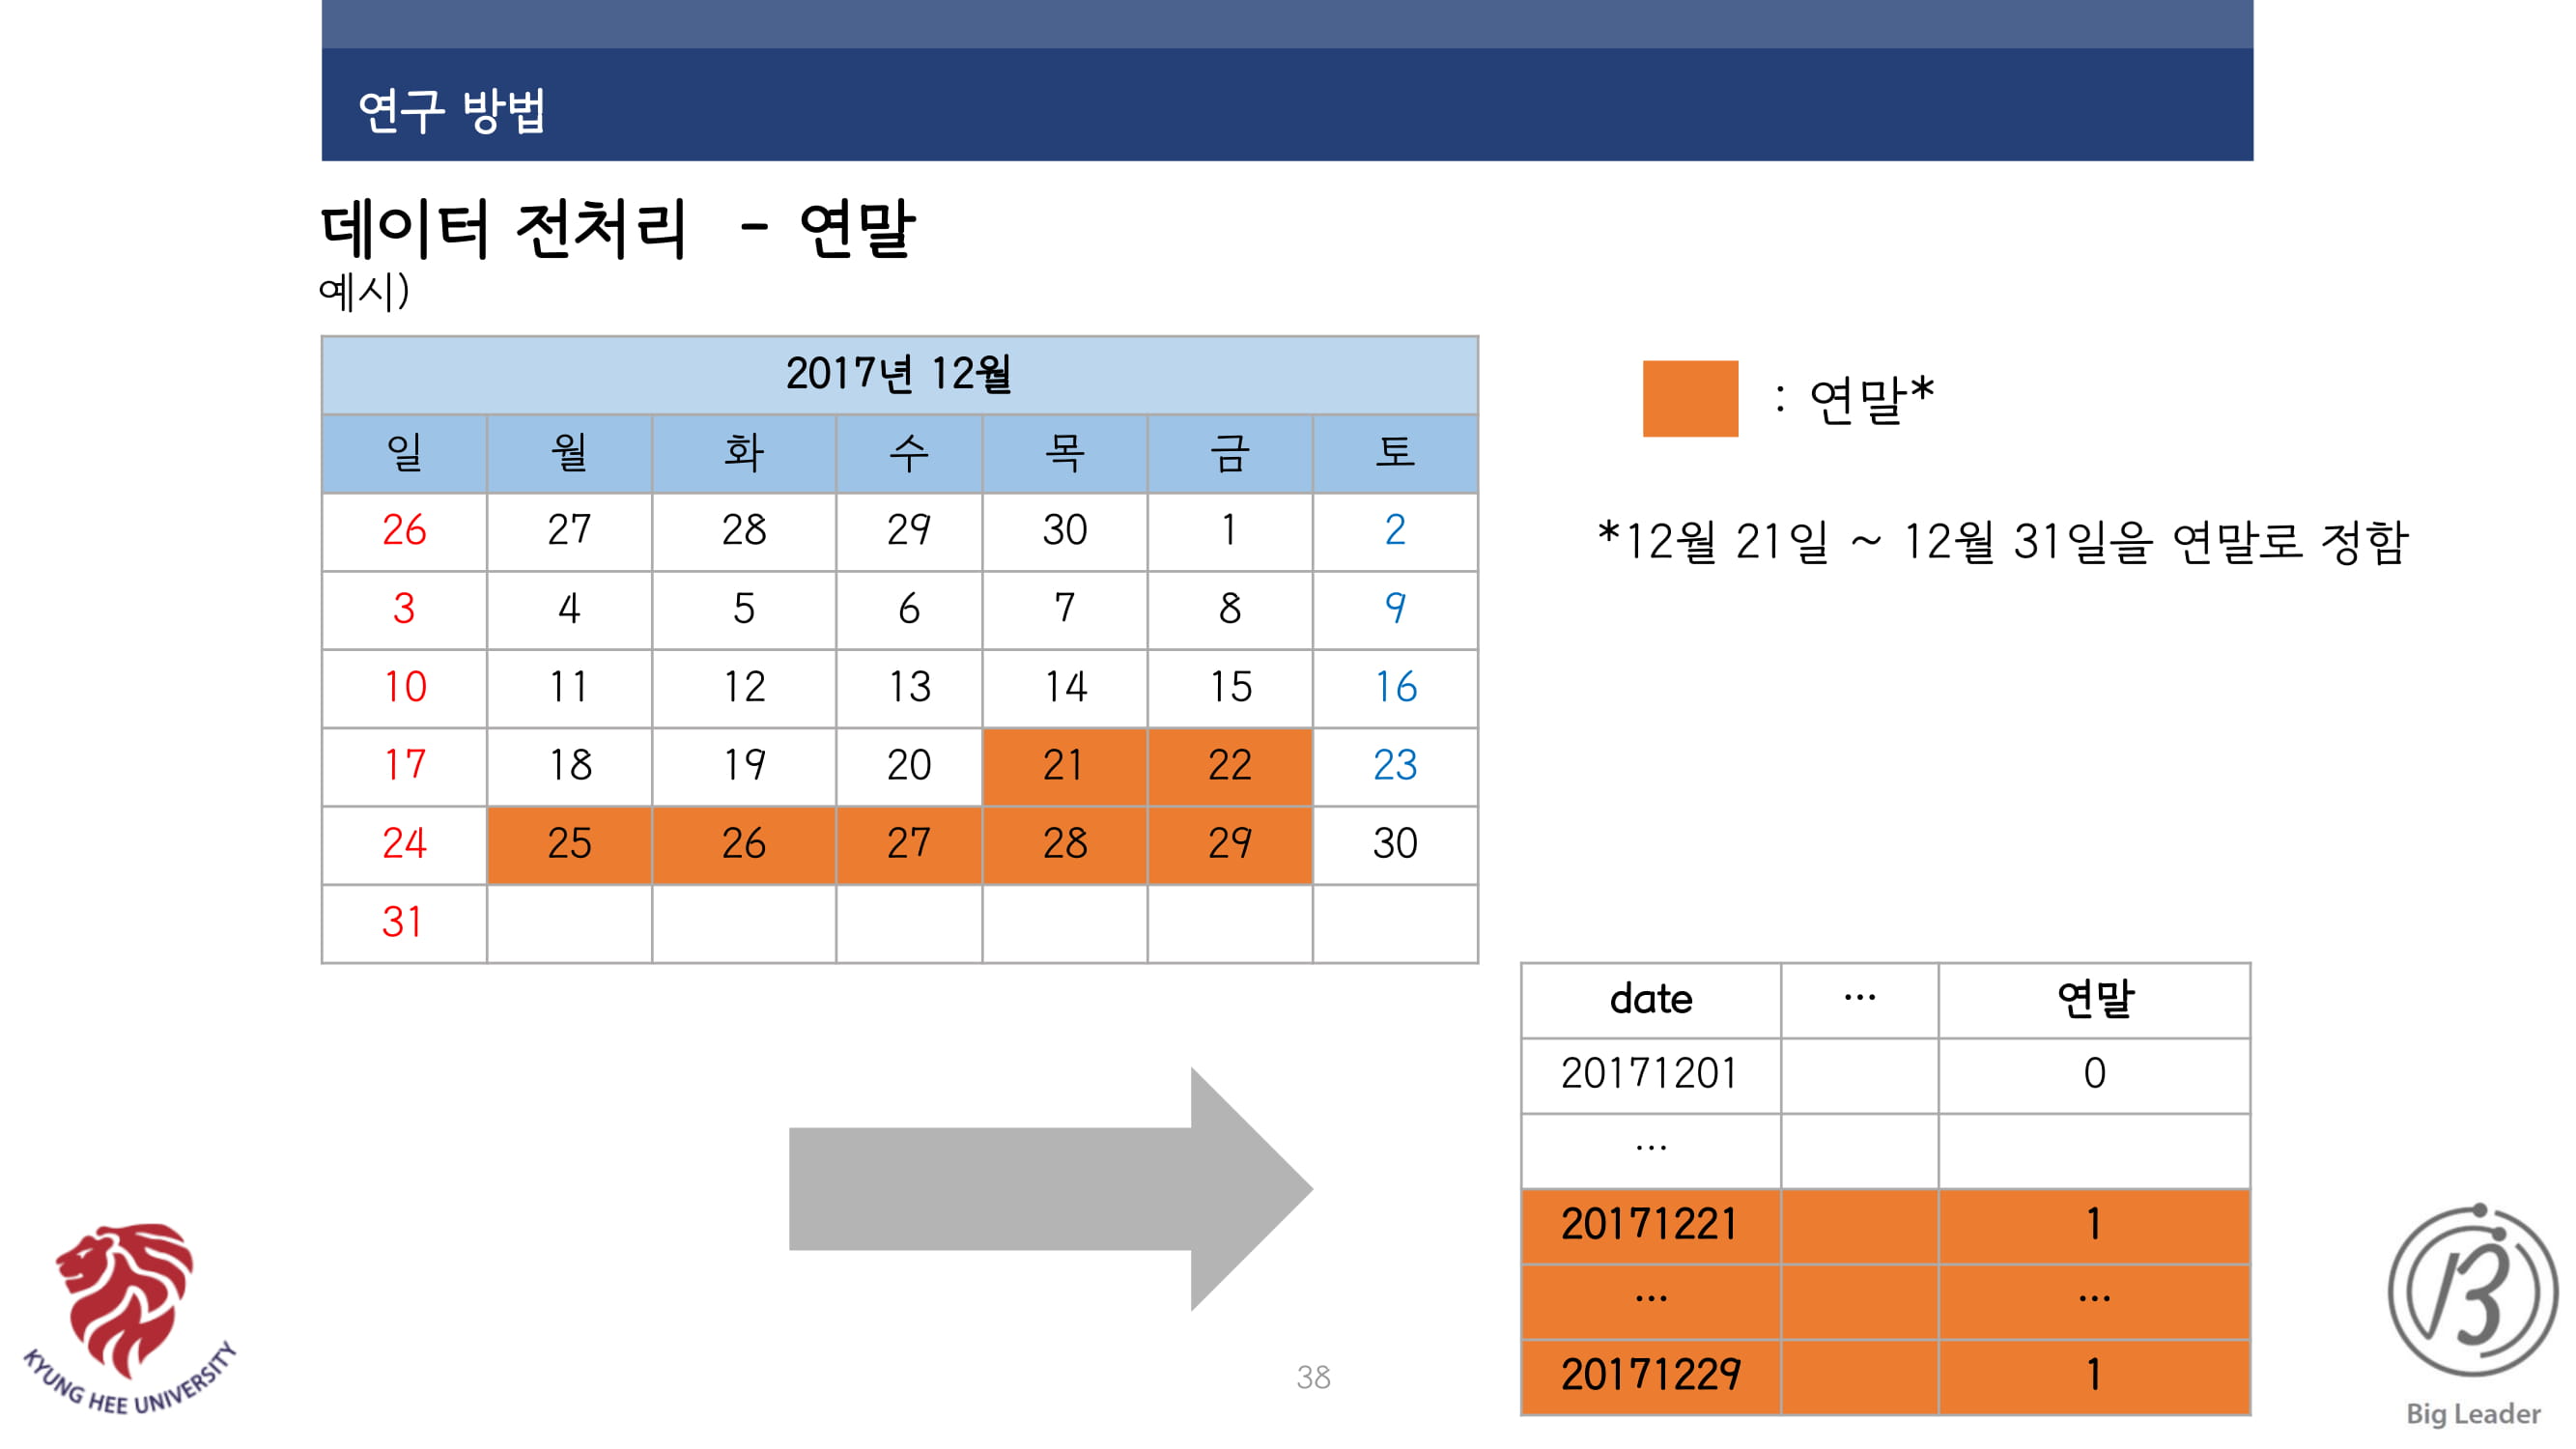 연구 방법
데이터 전처리 - 연말
예시)
2017년 12월
일 월 화 수 목 금 토
26 27 28 29 30 1 2
3 4 5 6 7 8 9
10 11 12 13 14 15 16
17 18 19 20 21 22 23
24 25 26 27 28 29 30
31
: 연말*
*12월 21일 ~ 12월 31일을 연말로 정함
date … 연말
20171201 0
…
20171221 1
… …
20171229 1
KYUNG HEE UNIVERSITY
38
Big Leader